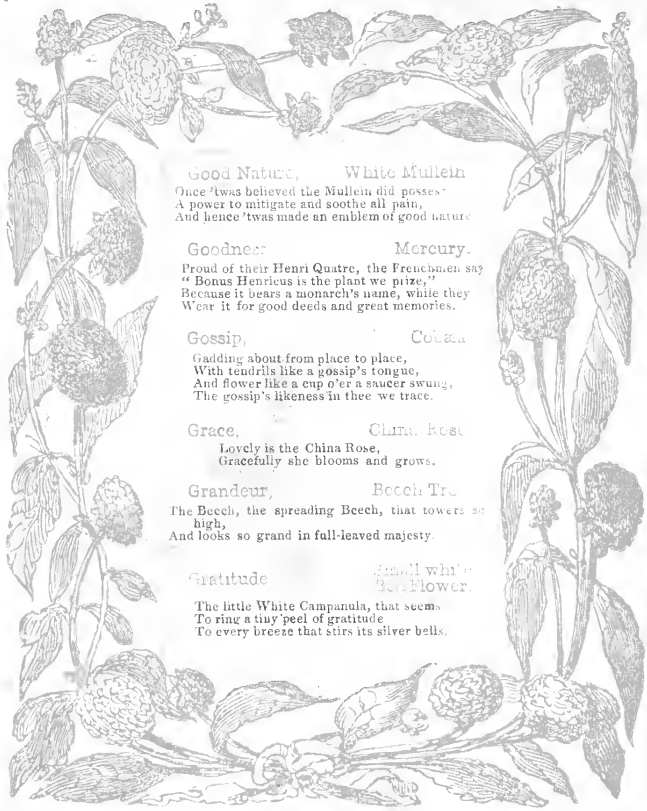 Good Nature, White Mullein
Once 'twas believed the Mullein did posses-
A power to mitigate and soothe all pain,
And hence 'twas made an emblem of good nature
Goodness Mercury.
Proud of their Henri Quatre, the Frenchmen say
" Bonus Henricus is the plant we prize,"
Because it bears a monarch's name, while they
Wear it for good deeds and great memories.
Gossip, Cobæa
Gadding about from place to place,
With tendrils like a gossip's tongue,
And flower like a cup o'er a saucer swung,
The gossip's likeness in thee we trace.
Grace, China Rose
Lovely is the China Rose,
Gracefully she blooms and grows.
Grandeur, Beech Tree
The Beech, the spreading Beech, that towers so
high,
And looks so grand in full-leaved majesty.
Gratitude Small white
Bell Flower.
The little White Campanula, that seems
To ring a tiny peel of gratitude
To every breeze that stirs its silver bells.